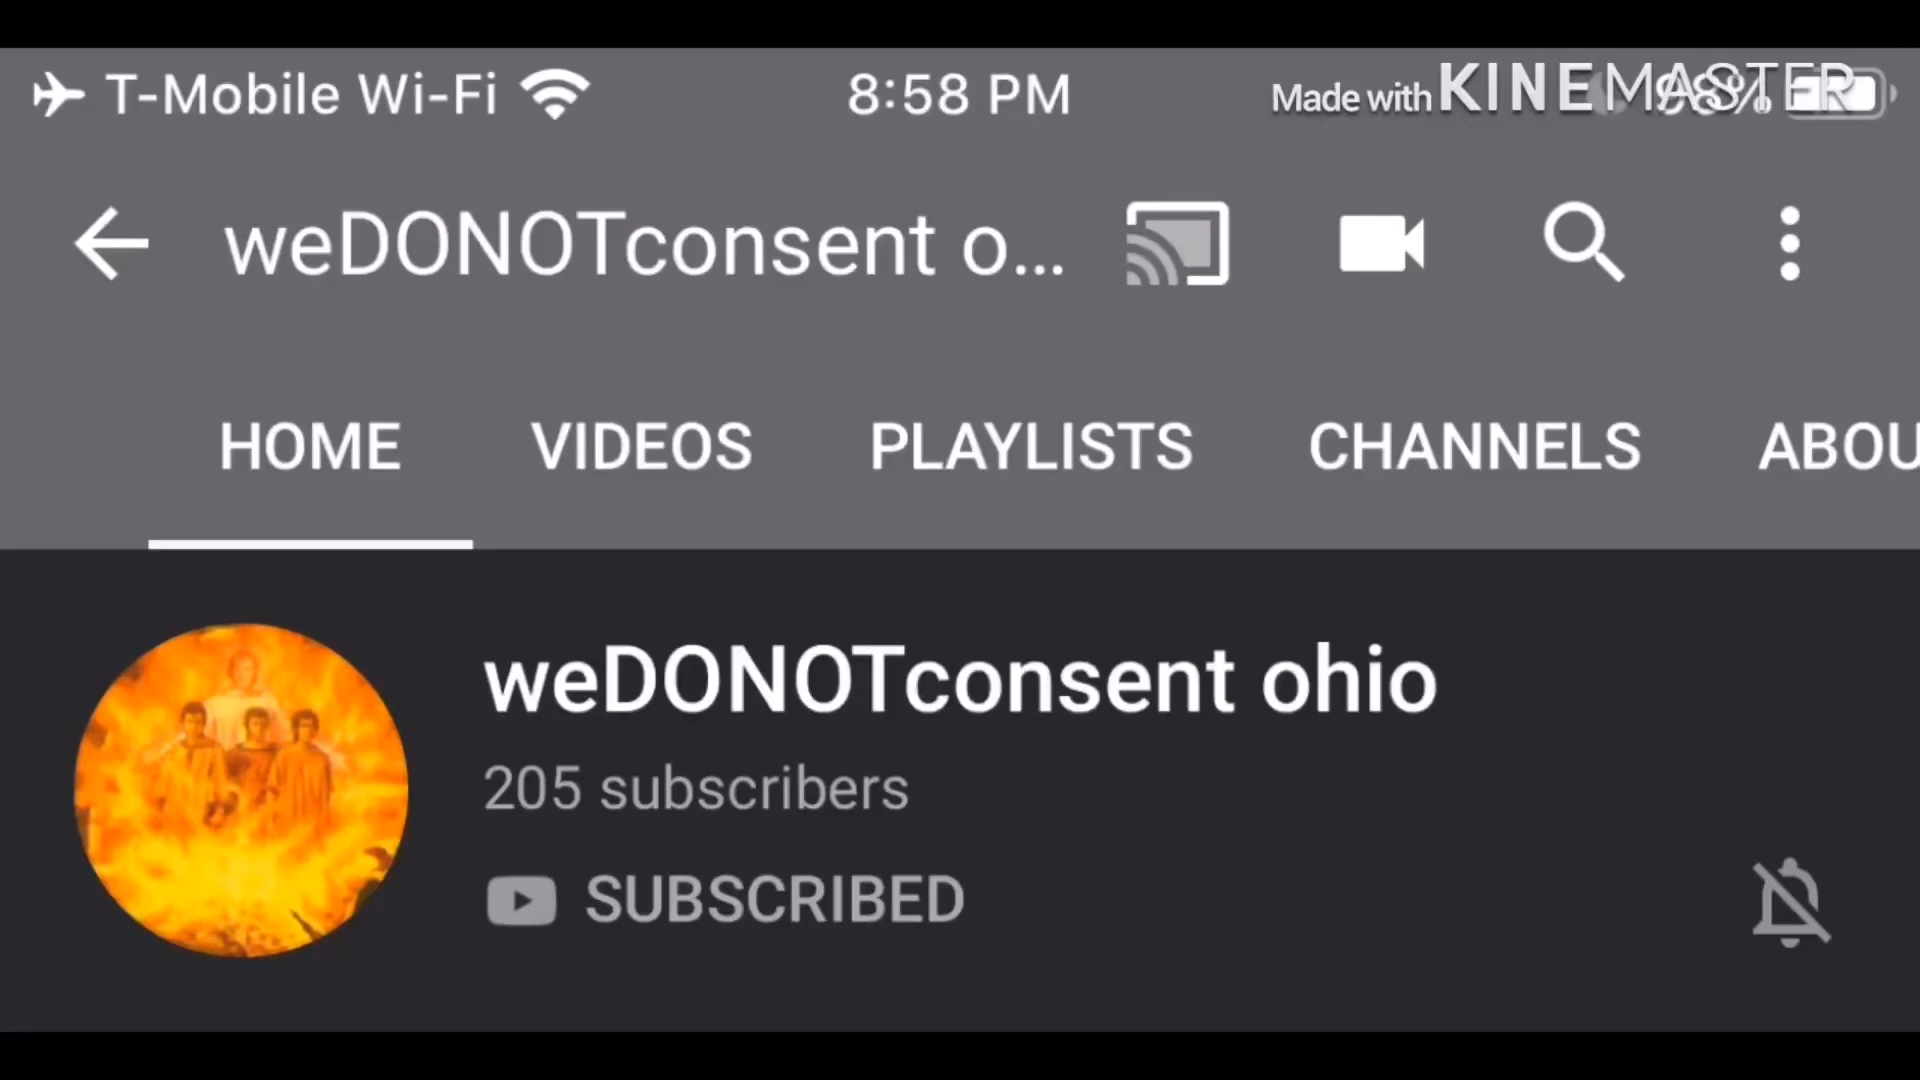 T-Mobile Wi-Fi 8:58 PM Made with KINEMASTER 98%
weDONOTconsent o...
HOME VIDEOS PLAYLISTS CHANNELS ABOU
weDONOTconsent ohio
205 subscribers
SUBSCRIBED